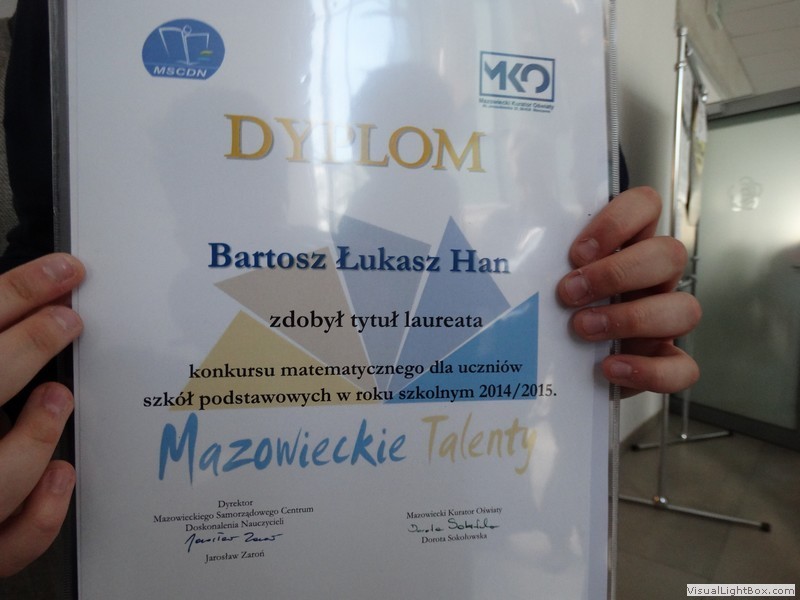 MSCDN
MKO
Mazowiecki Kurator Oświaty
DYPLOM
Bartosz Łukasz Han
zdobył tytuł laureata
konkursu matematycznego dla uczniów
szkół podstawowych w roku szkolnym 2014/2015.
Mazowieckie Talenty
Dyrektor
Mazowieckiego Samorządowego Centrum
Doskonalenia Nauczycieli
Jarosław Zaroń
Mazowiecki Kurator Oświaty
Dorota Sokołowska
VisualLightBox.com